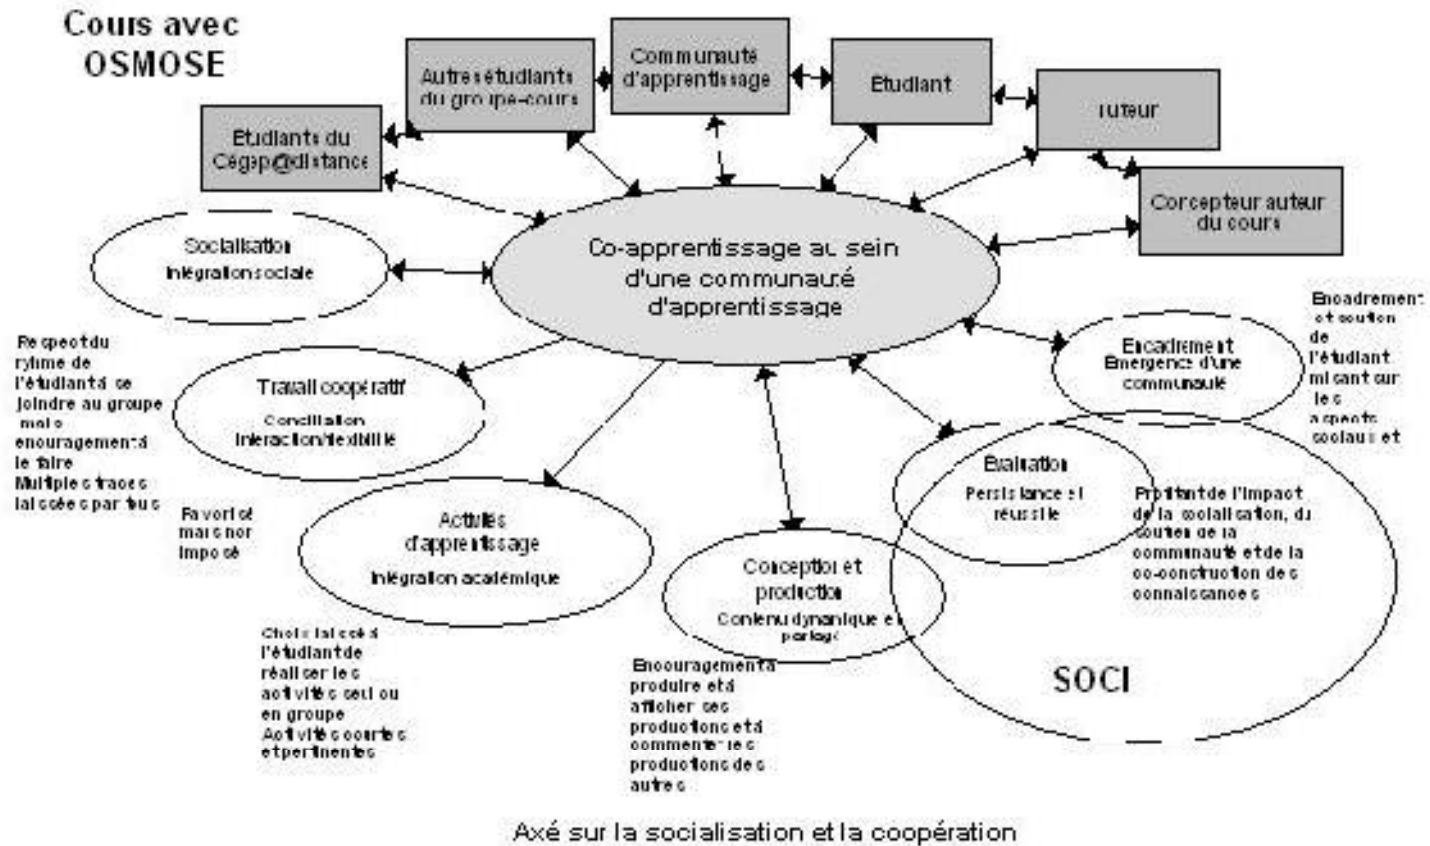 Cours avec
OSMOSE
Étudiants du
Cégep@distance
Autres étudiants
du groupe-cours
Communauté
d'apprentissage
Étudiant
Tuteur
Concepteur auteur
du cours
Co-apprentissage au sein
d'une communauté
d'apprentissage
Socialisation
Intégration sociale
Respect du
rythme de
l'étudiant à se
joindre au groupe
mais
encouragement à
le faire
Multiples traces
laissées par tous
Travail coopératif
Conciliation
Interaction/flexibilité
Favorisé
mais non
imposé
Activités
d'apprentissage
Intégration académique
Choix laissé à
l'étudiant de
réaliser les
activités seul ou
en groupe
Activités courtes
et pertinentes
Conception et
production
Contenu dynamique et
partagé
Encouragement à
produire et à
afficher ses
productions et à
commenter les
productions des
autres
Évaluation
Persistance et
réussite
Profitant de l'impact
de la socialisation, du
soutien de la
communauté et de la
co-construction des
connaissances
Encadrement
Émergence d'une
communauté
Encadrement
et soutien
de
l'étudiant
misant sur
les
aspects
sociaux et
SOCI
Axé sur la socialisation et la coopération